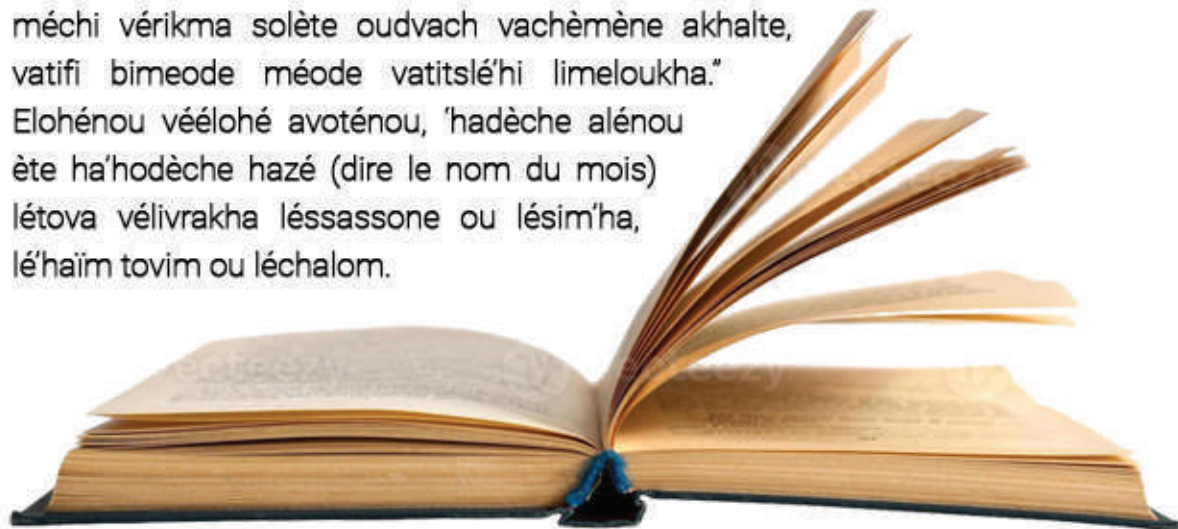 méchi vérikma solète oudvach vachèmène akhalte,
vatifi bimeode méode vatitslé‘hi limeloukha.”
Elohénou véélohé avoténou, ‘hadèche alénou
ète ha‘hodèche hazé (dire le nom du mois)
létova vélivrakha léssassone ou lésim‘ha,
lé‘haïm tovim ou léchalom.